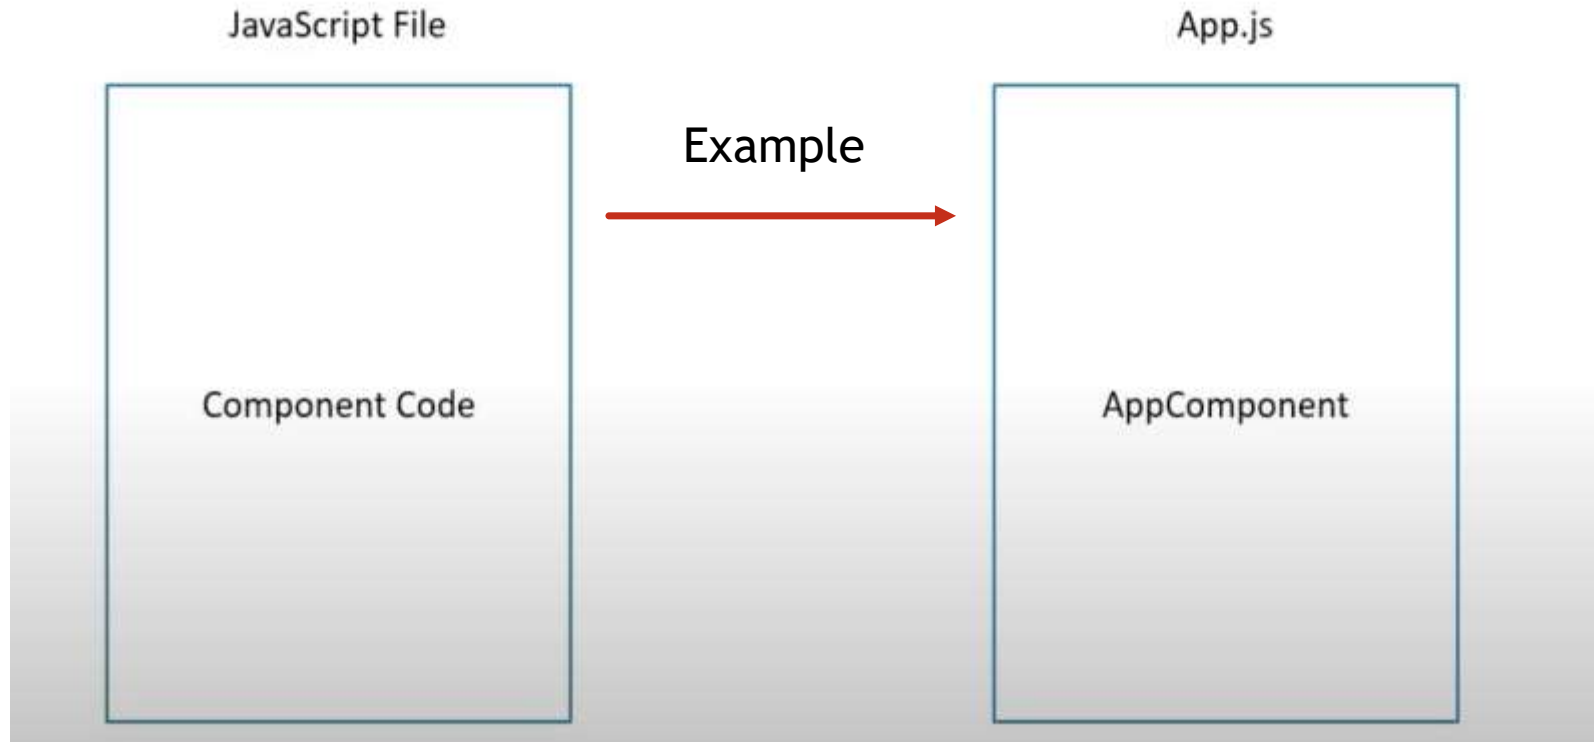 JavaScript File
App.js
Example
Component Code
AppComponent